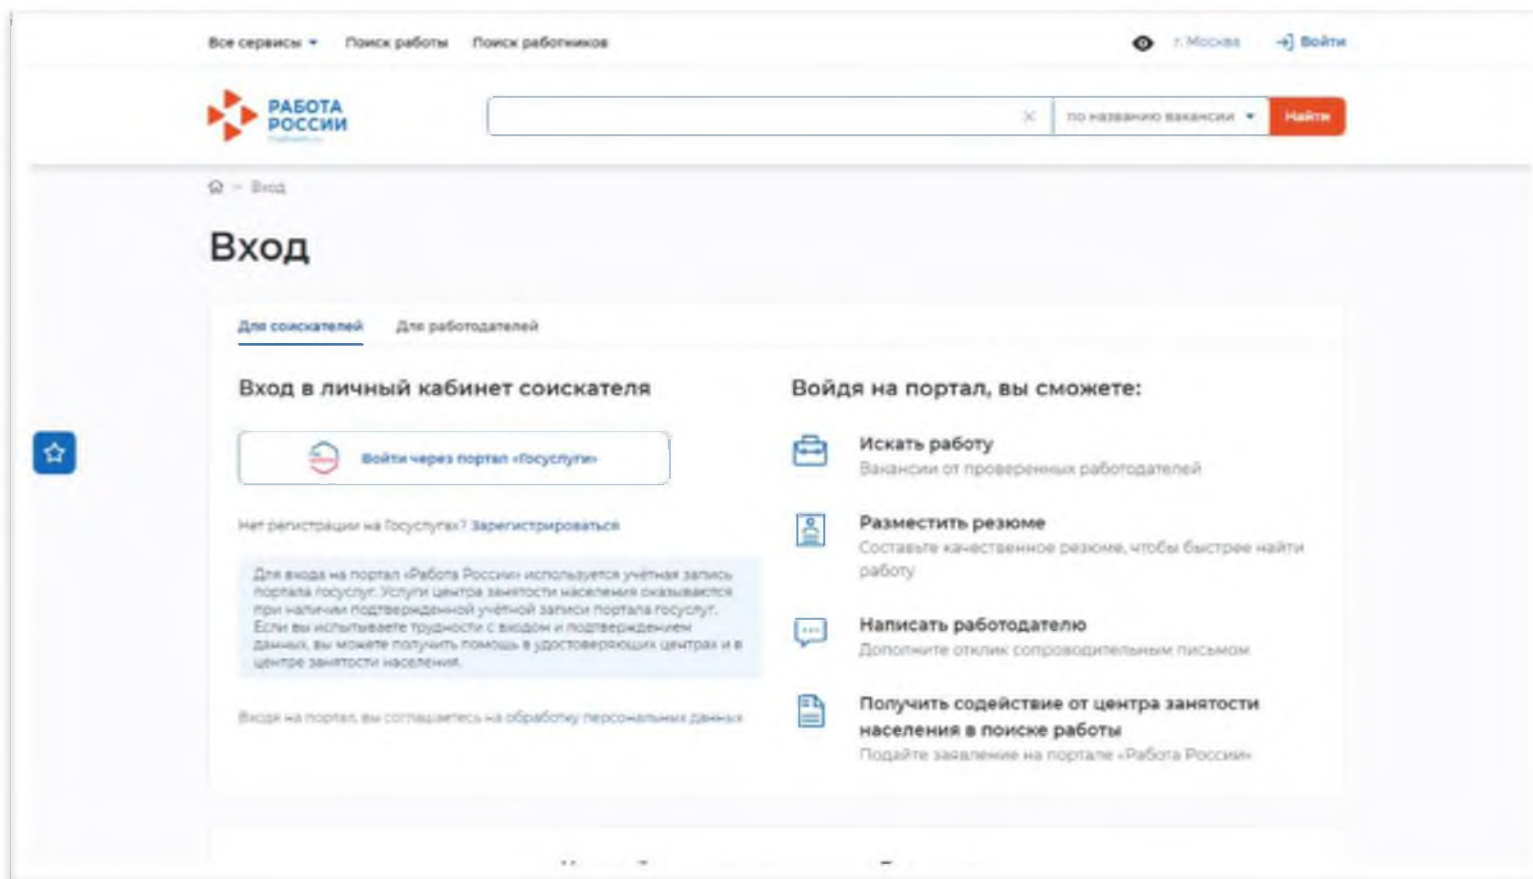 Все сервисы Поиск работы Поиск работников г. Москва Войти
РАБОТА
РОССИИ
по названию вакансии Найти
Вход
Вход
Для соискателей Для работодателей
Вход в личный кабинет соискателя
Войти через портал «Госуслуги»
Нет регистрации на Госуслугах? Зарегистрироваться
Для входа на портал «Работа России» используется учётная запись
портала госуслуг. Услуги центра занятости населения оказываются
при наличии подтвержденной учётной записи портала госуслуг.
Если вы испытываете трудности с входом и подтверждением
данных, вы можете получить помощь в удостоверяющих центрах и в
центре занятости населения.
Входя на портал, вы соглашаетесь на обработку персональных данных
Войдя на портал, вы сможете:
Искать работу
Вакансии от проверенных работодателей
Разместить резюме
Составьте качественное резюме, чтобы быстрее найти
работу
Написать работодателю
Дополните отклик сопроводительным письмом
Получить содействие от центра занятости
населения в поиске работы
Подайте заявление на портале «Работа России»